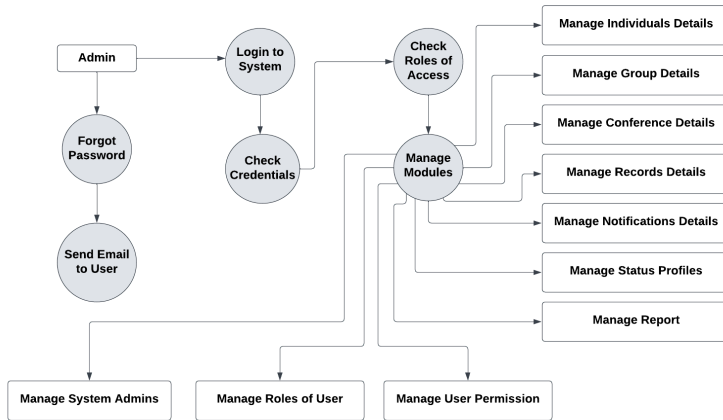 Admin
Login to
System
Check
Roles of
Access
Forgot
Password
Check
Credentials
Manage
Modules
Send Email
to User
Manage Individuals Details
Manage Group Details
Manage Conference Details
Manage Records Details
Manage Notifications Details
Manage Status Profiles
Manage Report
Manage System Admins
Manage Roles of User
Manage User Permission